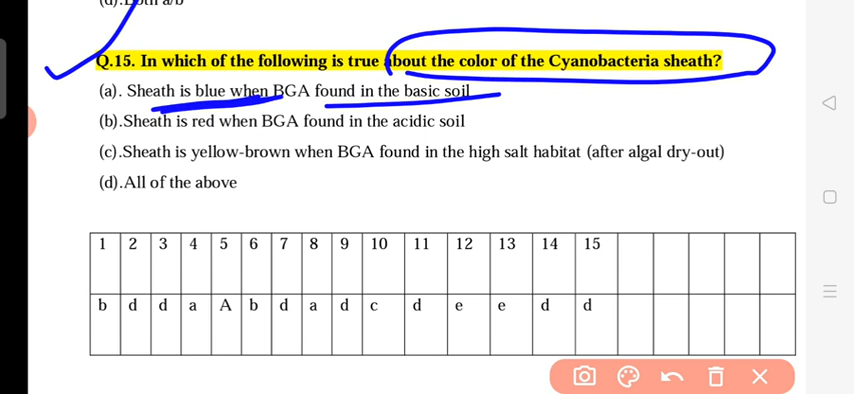 (d).Both a/b
Q.15. In which of the following is true about the color of the Cyanobacteria sheath?
(a). Sheath is blue when BGA found in the basic soil
(b).Sheath is red when BGA found in the acidic soil
(c).Sheath is yellow-brown when BGA found in the high salt habitat (after algal dry-out)
(d).All of the above
1 2 3 4 5 6 7 8 9 10 11 12 13 14 15
b d d a A b d a d c d e e d d